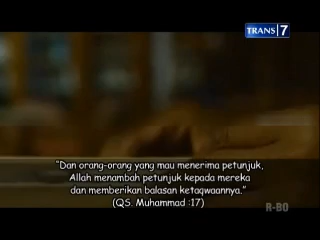 TRANS 7
"Dan orang-orang yang mau menerima petunjuk,
Allah menambah petunjuk kepada mereka
dan memberikan balasan ketaqwaannya."
(QS. Muhammad :17)
R-BO